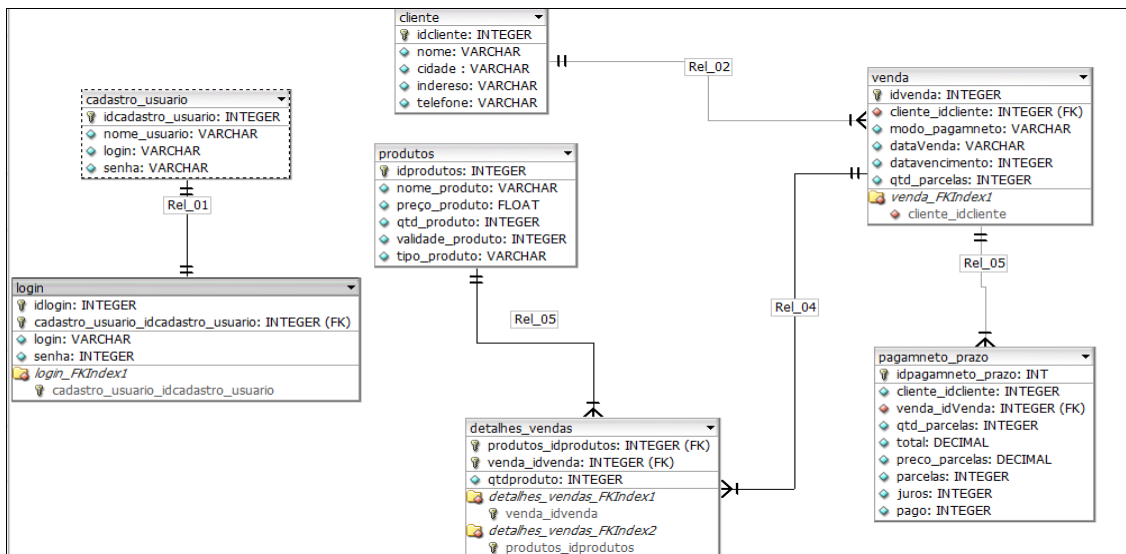 cliente
idcliente: INTEGER
nome: VARCHAR
cidade : VARCHAR
indereso: VARCHAR
telefone: VARCHAR
Rel_02
venda
idvenda: INTEGER
cliente_idcliente: INTEGER (FK)
modo_pagamneto: VARCHAR
dataVenda: VARCHAR
datavencimento: INTEGER
qtd_parcelas: INTEGER
venda_FKIndex1
cliente_idcliente
cadastro_usuario
idcadastro_usuario: INTEGER
nome_usuario: VARCHAR
login: VARCHAR
senha: VARCHAR
Rel_01
produtos
idprodutos: INTEGER
nome_produto: VARCHAR
preço_produto: FLOAT
qtd_produto: INTEGER
validade_produto: INTEGER
tipo_produto: VARCHAR
Rel_05
login
idlogin: INTEGER
cadastro_usuario_idcadastro_usuario: INTEGER (FK)
login: VARCHAR
senha: INTEGER
login_FKIndex1
cadastro_usuario_idcadastro_usuario
Rel_05
Rel_04
pagamneto_prazo
idpagamneto_prazo: INT
cliente_idcliente: INTEGER
venda_idVenda: INTEGER (FK)
qtd_parcelas: INTEGER
total: DECIMAL
preco_parcelas: DECIMAL
parcelas: INTEGER
juros: INTEGER
pago: INTEGER
detalhes_vendas
produtos_idprodutos: INTEGER (FK)
venda_idvenda: INTEGER (FK)
qtdproduto: INTEGER
detalhes_vendas_FKIndex1
venda_idvenda
detalhes_vendas_FKIndex2
produtos_idprodutos